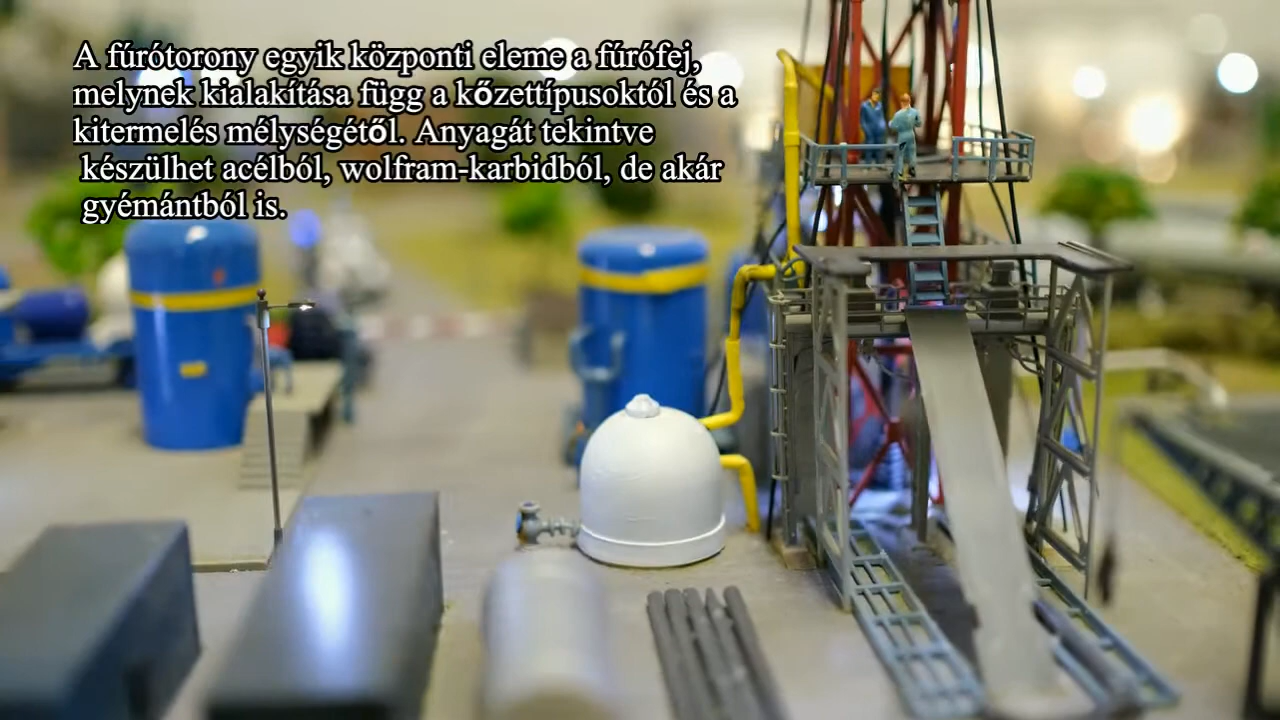 A fúrótorony egyik központi eleme a fúrófej,
melynek kialakítása függ a kőzettípusoktól és a
kitermelés mélységétől. Anyagát tekintve
készülhet acélból, wolfram-karbidból, de akár
gyémántból is.